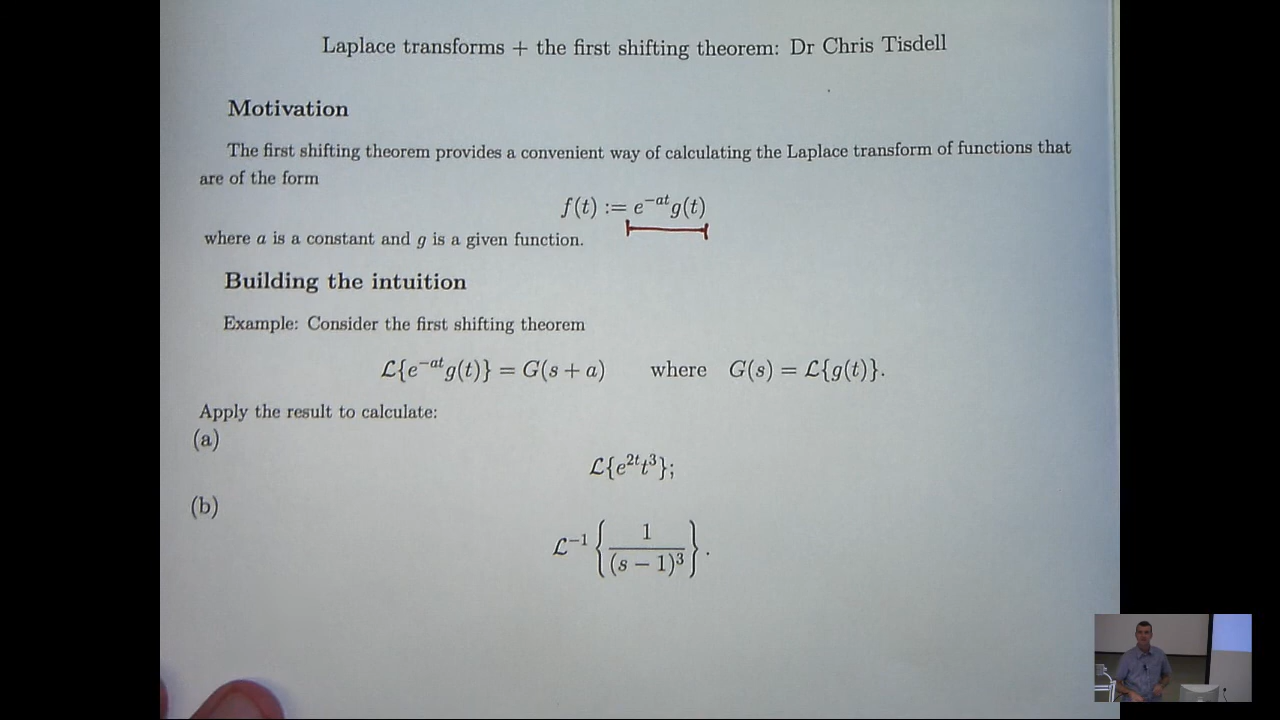 Laplace transforms + the first shifting theorem: Dr Chris Tisdell
Motivation
The first shifting theorem provides a convenient way of calculating the Laplace transform of functions that
are of the form
f(t) := e^{-at}g(t)
where a is a constant and g is a given function.
Building the intuition
Example: Consider the first shifting theorem
ℒ{e^{-at}g(t)} = G(s + a) where G(s) = ℒ{g(t)}.
Apply the result to calculate:
(a)
ℒ{e^{2t}t^3};
(b)
ℒ^{-1} { 1 / (s − 1)^3 } .